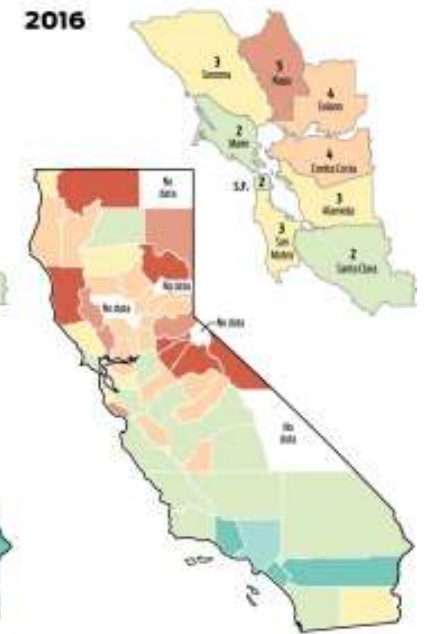 2016
3
Sonoma
5
Napa
4
Solano
2
Marin
4
Contra Costa
S.F.
2
3
Alameda
3
San
Mateo
2
Santa Clara
No
data
No data
No data
No data
No
data